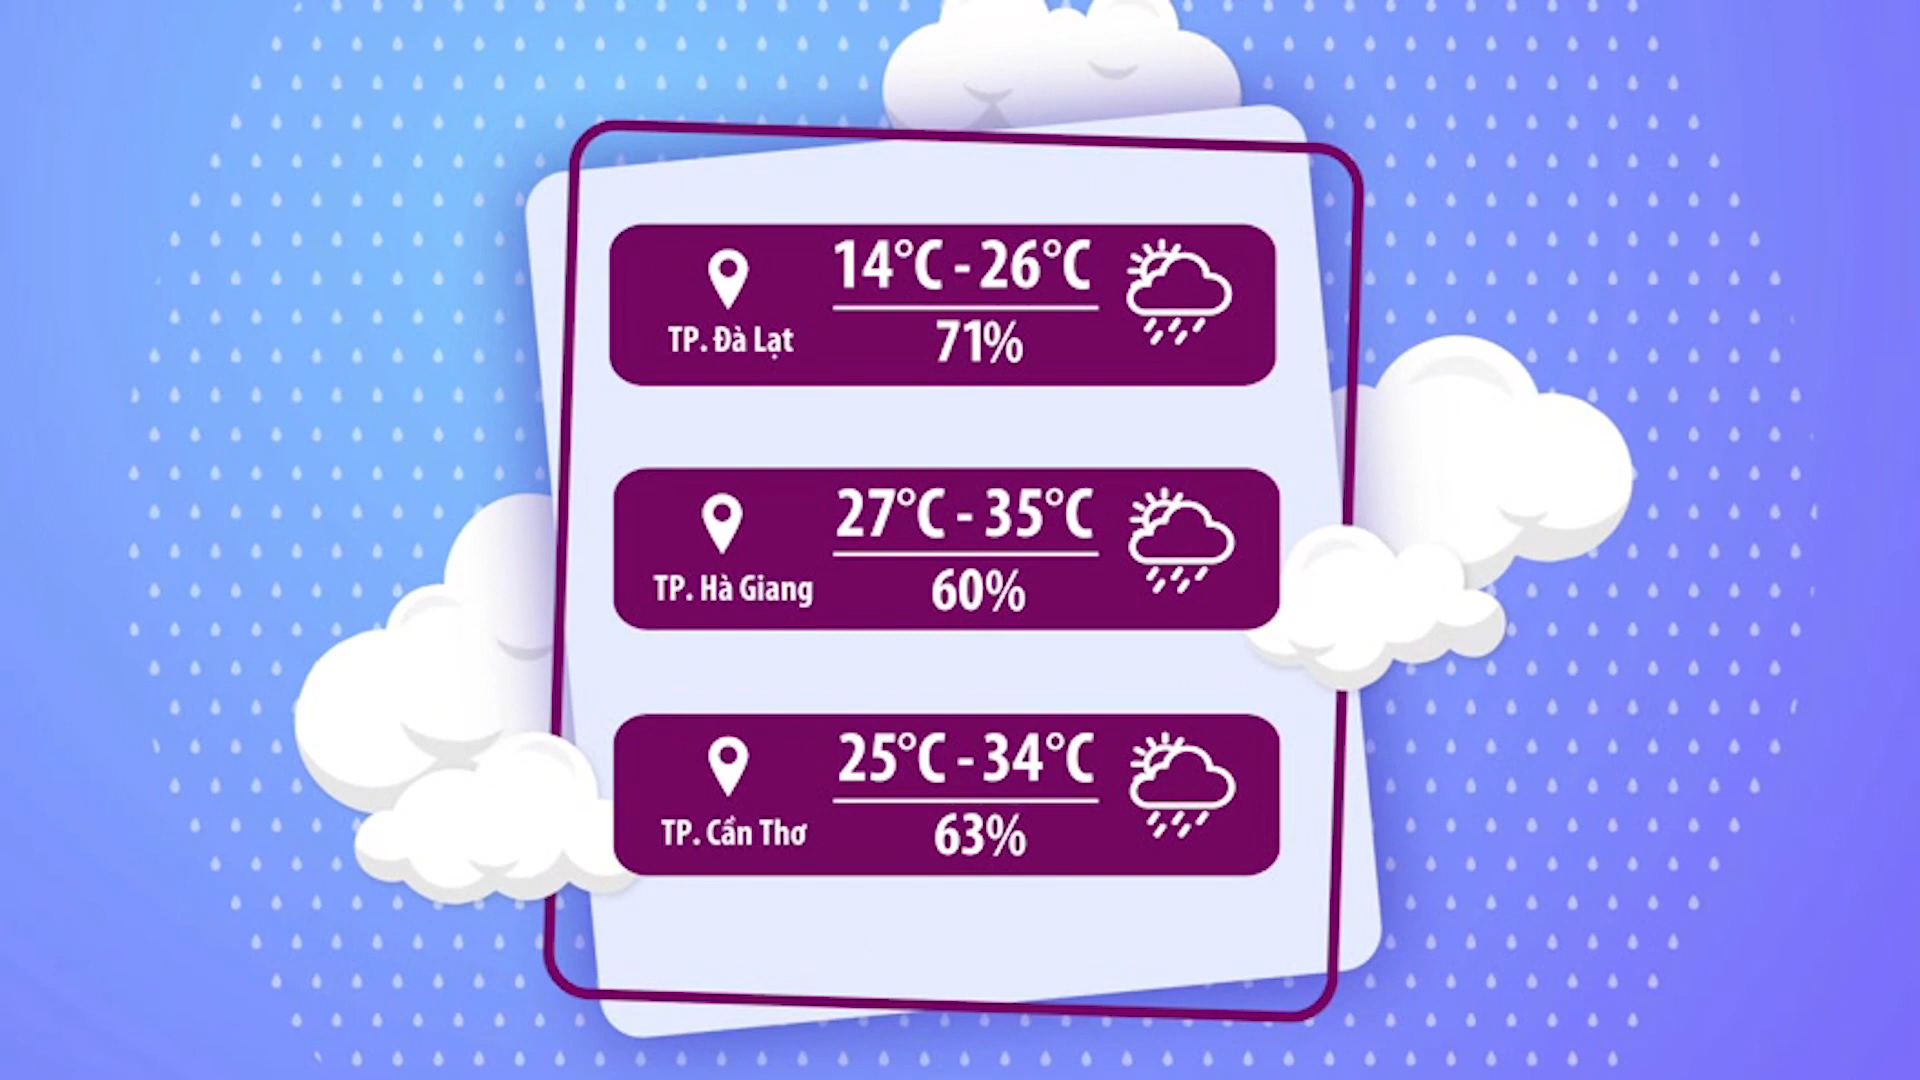 14°C - 26°C
71%
TP. Đà Lạt
27°C - 35°C
60%
TP. Hà Giang
25°C - 34°C
63%
TP. Cần Thơ